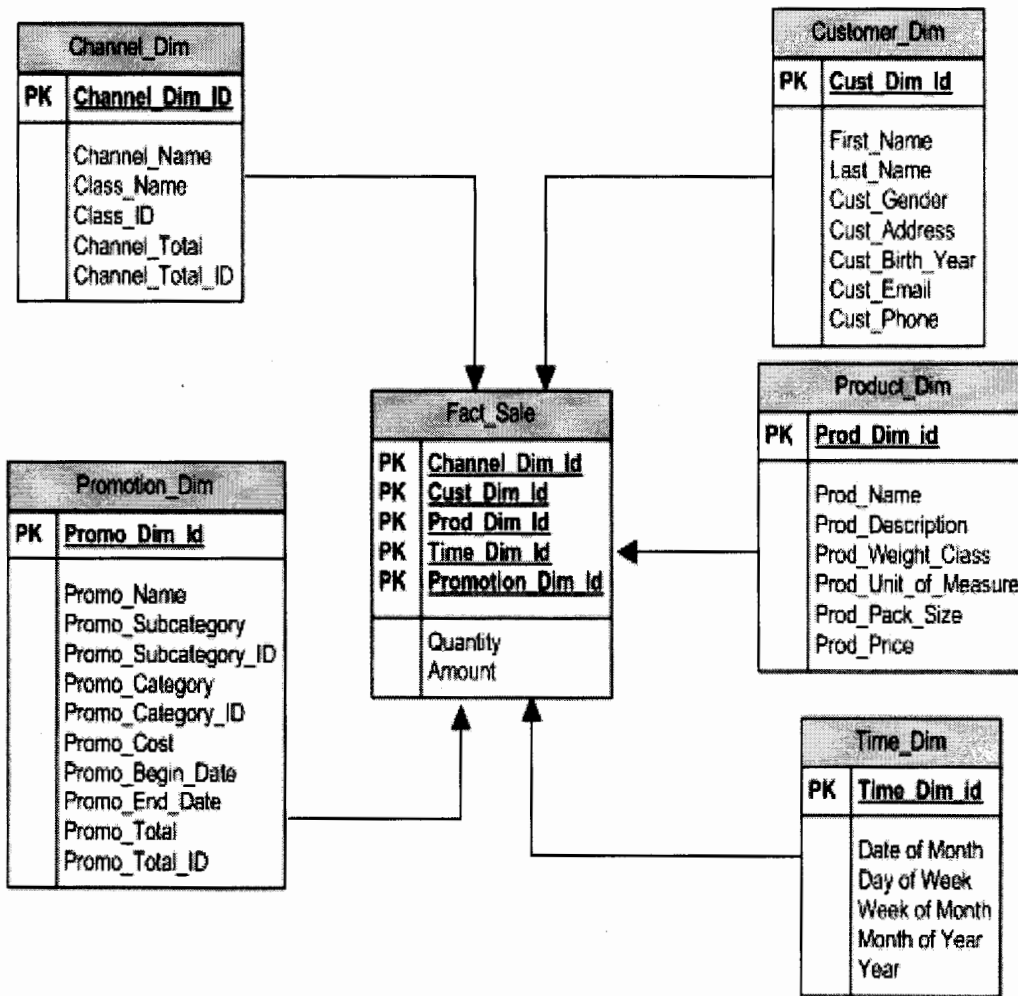 Channel_Dim
PK Channel_Dim_ID
Channel_Name
Class_Name
Class_ID
Channel_Total
Channel_Total_ID
Customer_Dim
PK Cust_Dim_Id
First_Name
Last_Name
Cust_Gender
Cust_Address
Cust_Birth_Year
Cust_Email
Cust_Phone
Fact_Sale
PK Channel_Dim_Id
PK Cust_Dim_Id
PK Prod_Dim_Id
PK Time_Dim_Id
PK Promotion_Dim_Id
Quantity
Amount
Product_Dim
PK Prod_Dim_id
Prod_Name
Prod_Description
Prod_Weight_Class
Prod_Unit_of_Measure
Prod_Pack_Size
Prod_Price
Promotion_Dim
PK Promo_Dim_Id
Promo_Name
Promo_Subcategory
Promo_Subcategory_ID
Promo_Category
Promo_Category_ID
Promo_Cost
Promo_Begin_Date
Promo_End_Date
Promo_Total
Promo_Total_ID
Time_Dim
PK Time_Dim_id
Date of Month
Day of Week
Week of Month
Month of Year
Year